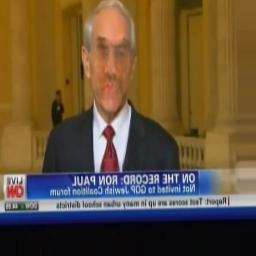 ON THE RECORD: RON PAUL
Not invited to GOP Jewish Coalition forum
LIVE
CNN
| Report: Test scores are up in many urban school districts
DOW